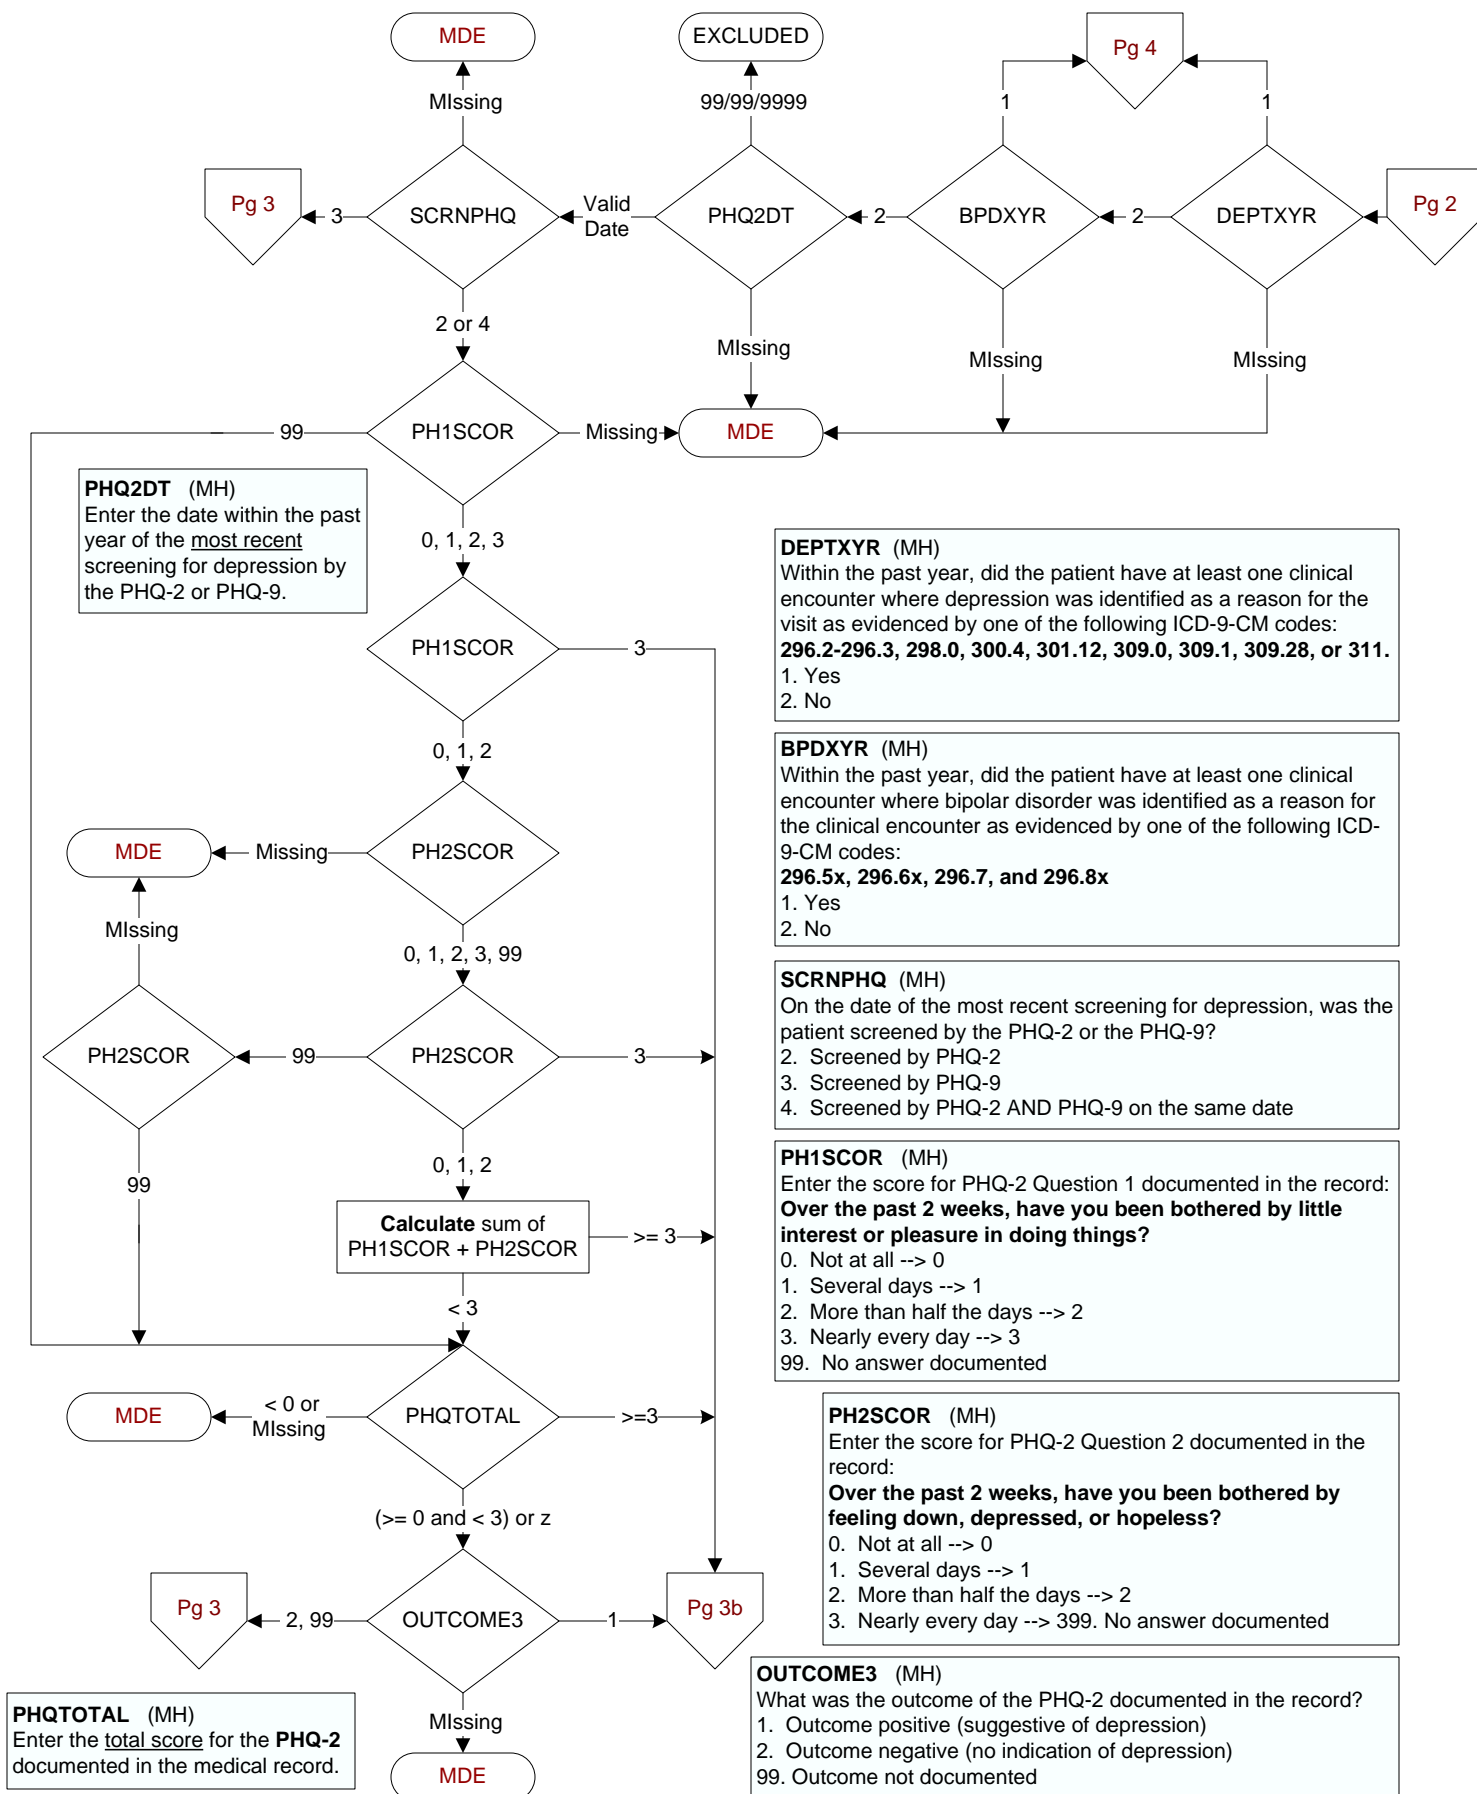 MDE
EXCLUDED
Pg 4
MIssing
99/99/9999
1
1
Pg 3
3
SCRNPHQ
Valid
Date
PHQ2DT
2
BPDXYR
2
DEPTXYR
Pg 2
2 or 4
MIssing
MIssing
MIssing
99
PH1SCOR
Missing
MDE
PHQ2DT (MH)
Enter the date within the past
year of the most recent
screening for depression by
the PHQ-2 or PHQ-9.
0, 1, 2, 3
DEPTXYR (MH)
Within the past year, did the patient have at least one clinical
encounter where depression was identified as a reason for the
visit as evidenced by one of the following ICD-9-CM codes:
296.2-296.3, 298.0, 300.4, 301.12, 309.0, 309.1, 309.28, or 311.
1. Yes
2. No
PH1SCOR
3
0, 1, 2
BPDXYR (MH)
Within the past year, did the patient have at least one clinical
encounter where bipolar disorder was identified as a reason for
the clinical encounter as evidenced by one of the following ICD-
9-CM codes:
296.5x, 296.6x, 296.7, and 296.8x
1. Yes
2. No
MDE
Missing
PH2SCOR
MIssing
0, 1, 2, 3, 99
SCRNPHQ (MH)
On the date of the most recent screening for depression, was the
patient screened by the PHQ-2 or the PHQ-9?
2. Screened by PHQ-2
3. Screened by PHQ-9
4. Screened by PHQ-2 AND PHQ-9 on the same date
PH2SCOR
99
PH2SCOR
3
99
0, 1, 2
PH1SCOR (MH)
Enter the score for PHQ-2 Question 1 documented in the record:
Over the past 2 weeks, have you been bothered by little
interest or pleasure in doing things?
0. Not at all --> 0
1. Several days --> 1
2. More than half the days --> 2
3. Nearly every day --> 3
99. No answer documented
Calculate sum of
PH1SCOR + PH2SCOR
>= 3
< 3
MDE
< 0 or
MIssing
PHQTOTAL
>=3
PH2SCOR (MH)
Enter the score for PHQ-2 Question 2 documented in the
record:
Over the past 2 weeks, have you been bothered by
feeling down, depressed, or hopeless?
0. Not at all --> 0
1. Several days --> 1
2. More than half the days --> 2
3. Nearly every day --> 399. No answer documented
(>= 0 and < 3) or z
Pg 3
2, 99
OUTCOME3
1
Pg 3b
OUTCOME3 (MH)
What was the outcome of the PHQ-2 documented in the record?
1. Outcome positive (suggestive of depression)
2. Outcome negative (no indication of depression)
99. Outcome not documented
PHQTOTAL (MH)
Enter the total score for the PHQ-2
documented in the medical record.
MIssing
MDE